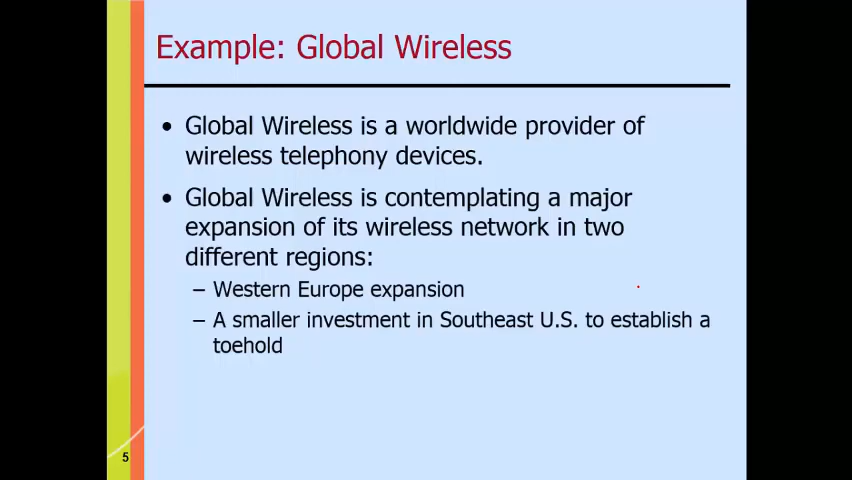 Example: Global Wireless
• Global Wireless is a worldwide provider of
wireless telephony devices.
• Global Wireless is contemplating a major
expansion of its wireless network in two
different regions:
– Western Europe expansion
– A smaller investment in Southeast U.S. to establish a
toehold
5